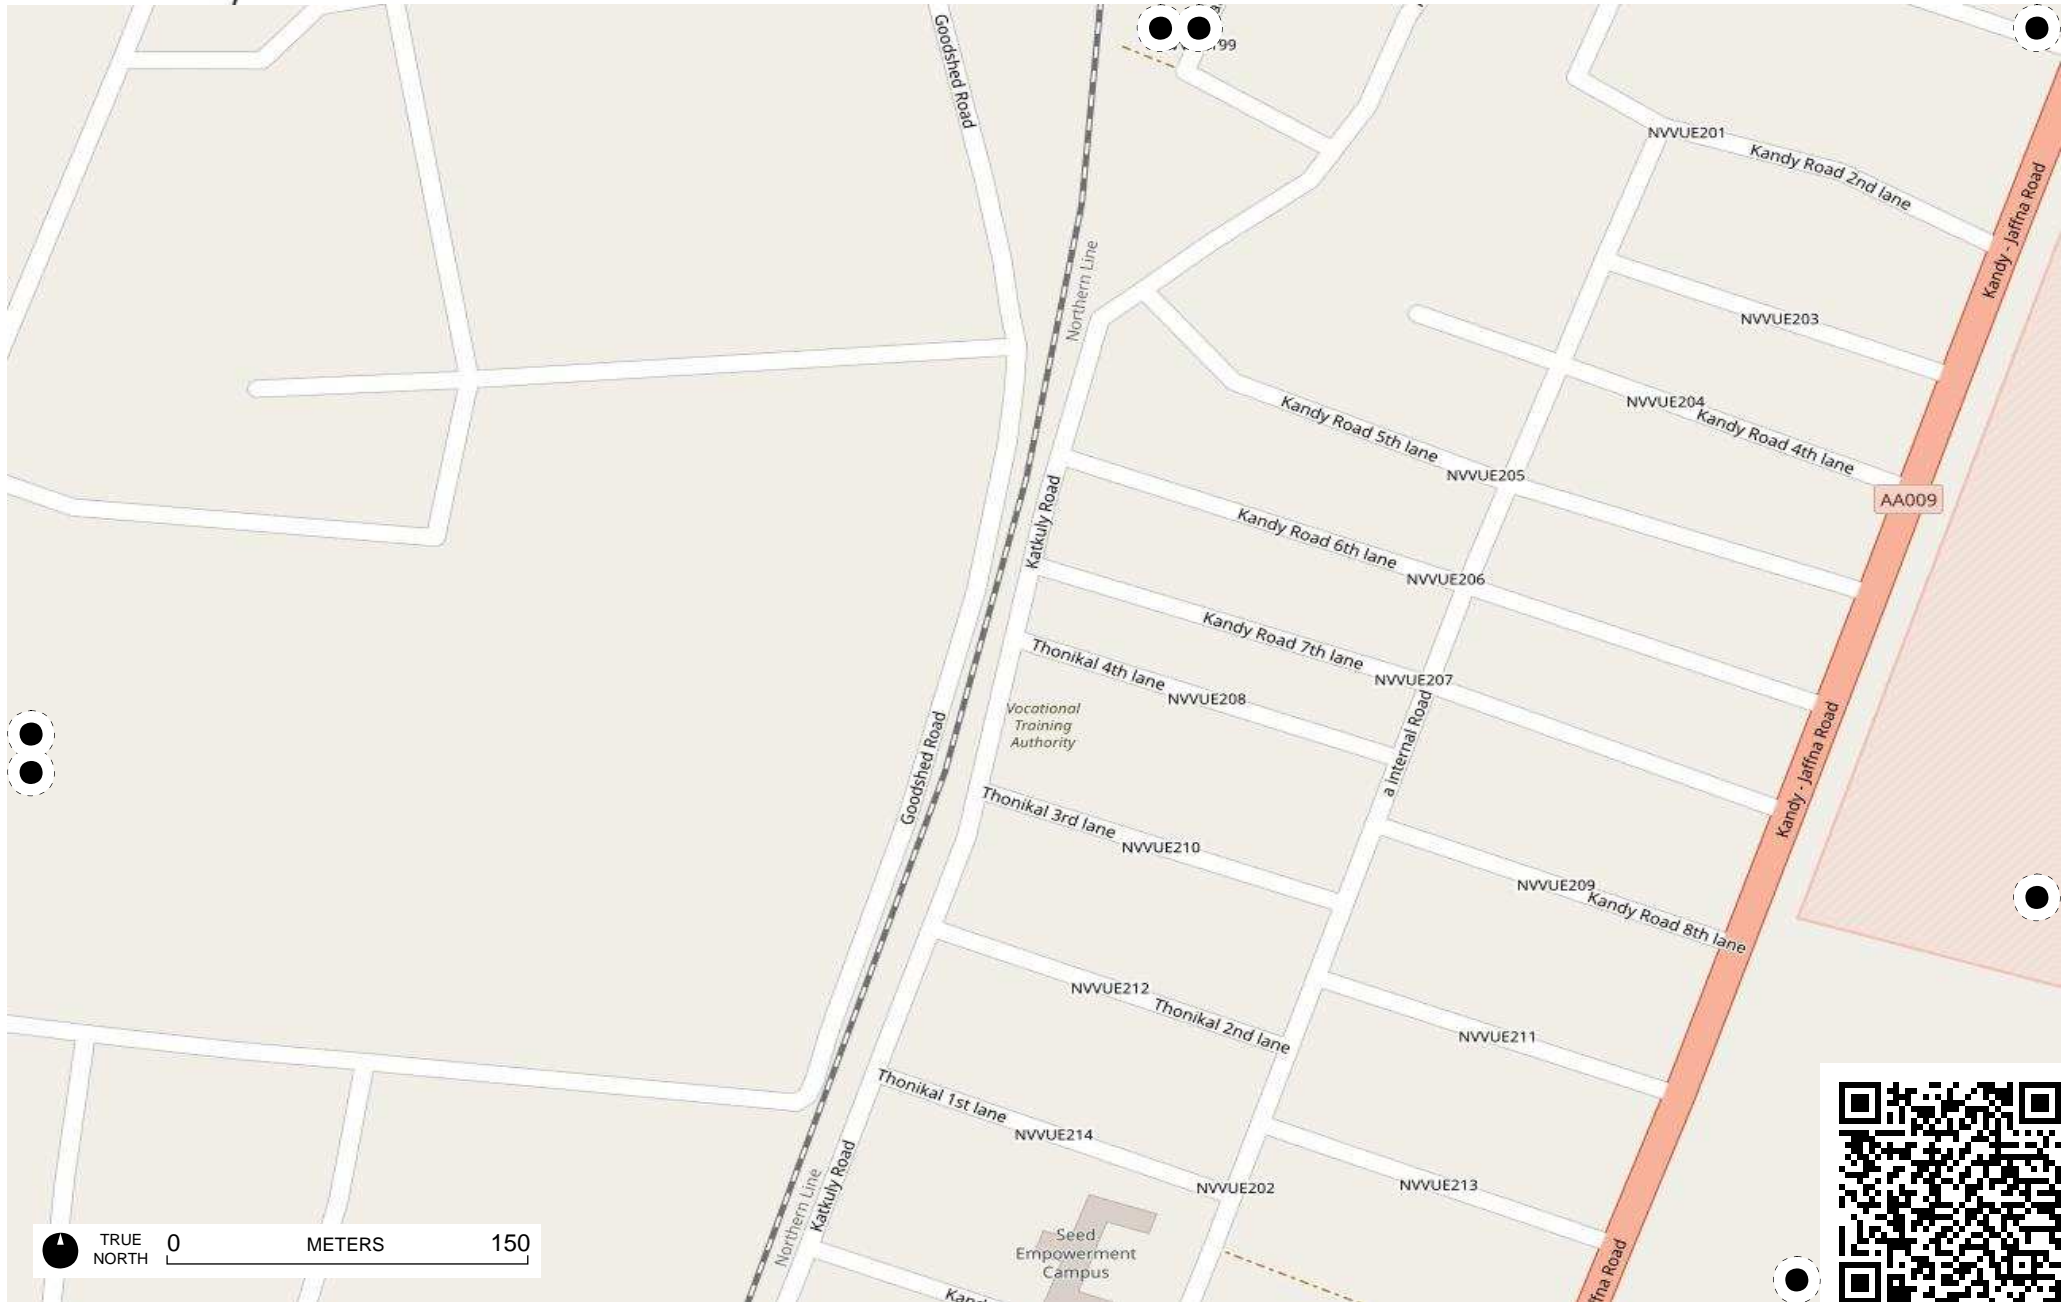 Goodshed Road
99
NVVUE201
Kandy Road 2nd lane
Kandy - Jaffna Road
Northern Line
NVVUE203
NVVUE204
Kandy Road 4th lane
Kandy Road 5th lane
NVVUE205
AA009
Katkuly Road
Kandy Road 6th lane
NVVUE206
Kandy Road 7th lane
NVVUE207
Thonikal 4th lane
NVVUE208
Vocational
Training
Authority
a internal Road
Kandy - Jaffna Road
Goodshed Road
Thonikal 3rd lane
NVVUE210
NVVUE209
Kandy Road 8th lane
NVVUE212
Thonikal 2nd lane
NVVUE211
Thonikal 1st lane
NVVUE214
NVVUE202
NVVUE213
Katkuly Road
Northern Line
Seed
Empowerment
Campus
TRUE
NORTH
0 METERS 150
Kand
ffna Road